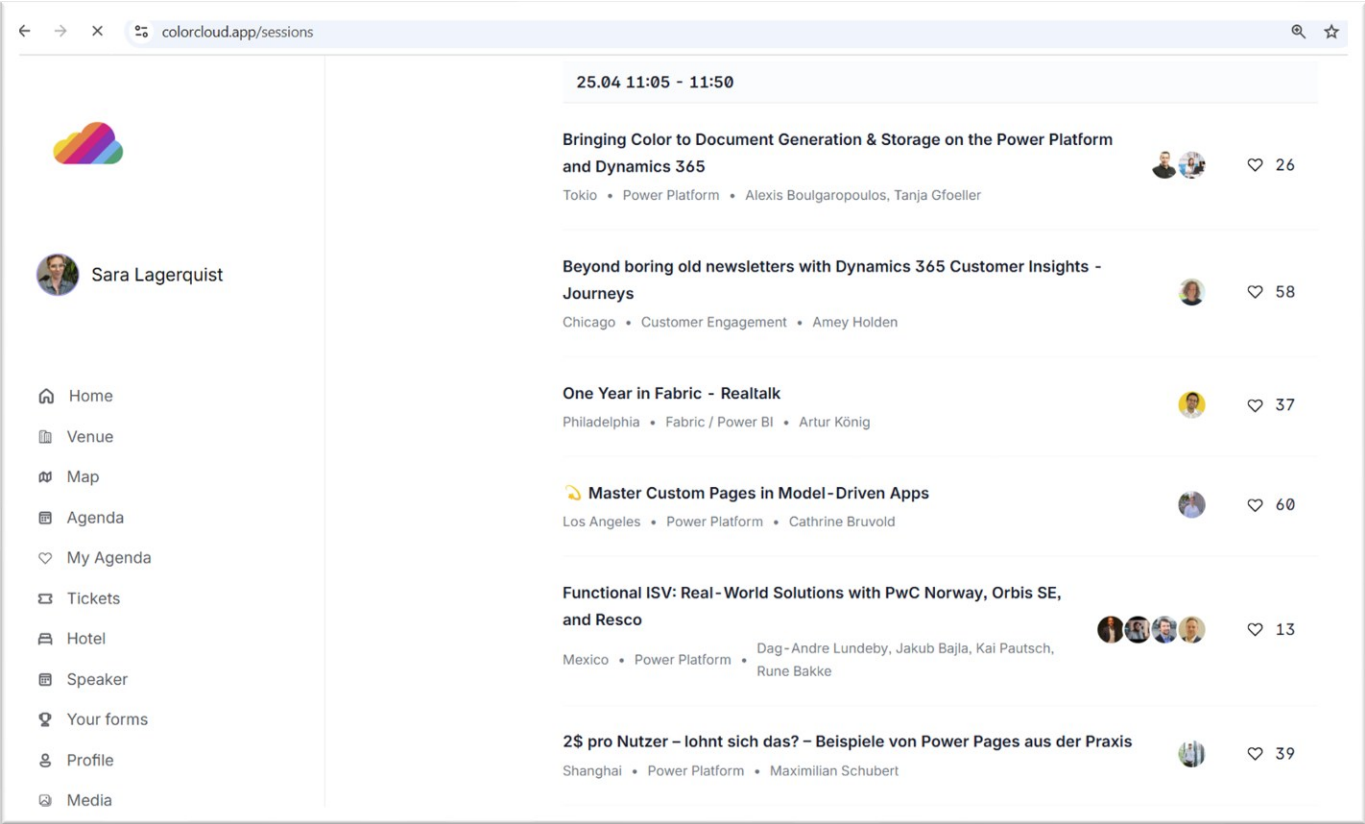 colorcloud.app/sessions
Sara Lagerquist
Home
Venue
Map
Agenda
My Agenda
Tickets
Hotel
Speaker
Your forms
Profile
Media
25.04 11:05 - 11:50
Bringing Color to Document Generation & Storage on the Power Platform
and Dynamics 365
Tokio • Power Platform • Alexis Boulgaropoulos, Tanja Gfoeller
26
Beyond boring old newsletters with Dynamics 365 Customer Insights -
Journeys
Chicago • Customer Engagement • Amey Holden
58
One Year in Fabric - Realtalk
Philadelphia • Fabric / Power BI • Artur König
37
💫 Master Custom Pages in Model-Driven Apps
Los Angeles • Power Platform • Cathrine Bruvold
60
Functional ISV: Real-World Solutions with PwC Norway, Orbis SE,
and Resco
Mexico • Power Platform • Dag-Andre Lundeby, Jakub Bajla, Kai Pautsch,
Rune Bakke
13
2$ pro Nutzer – lohnt sich das? – Beispiele von Power Pages aus der Praxis
Shanghai • Power Platform • Maximilian Schubert
39